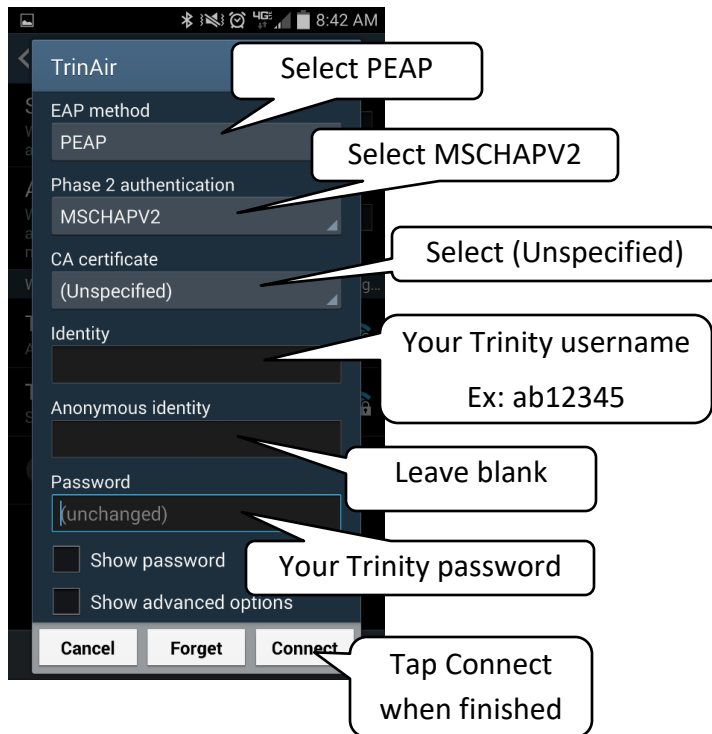 4G 8:42 AM
TrinAir
Select PEAP
EAP method
PEAP
Select MSCHAPV2
Phase 2 authentication
MSCHAPV2
Select (Unspecified)
CA certificate
(Unspecified)
Identity
Your Trinity username
Ex: ab12345
Anonymous identity
Leave blank
Password
(unchanged)
Show password
Your Trinity password
Show advanced options
Cancel Forget Connect
Tap Connect
when finished